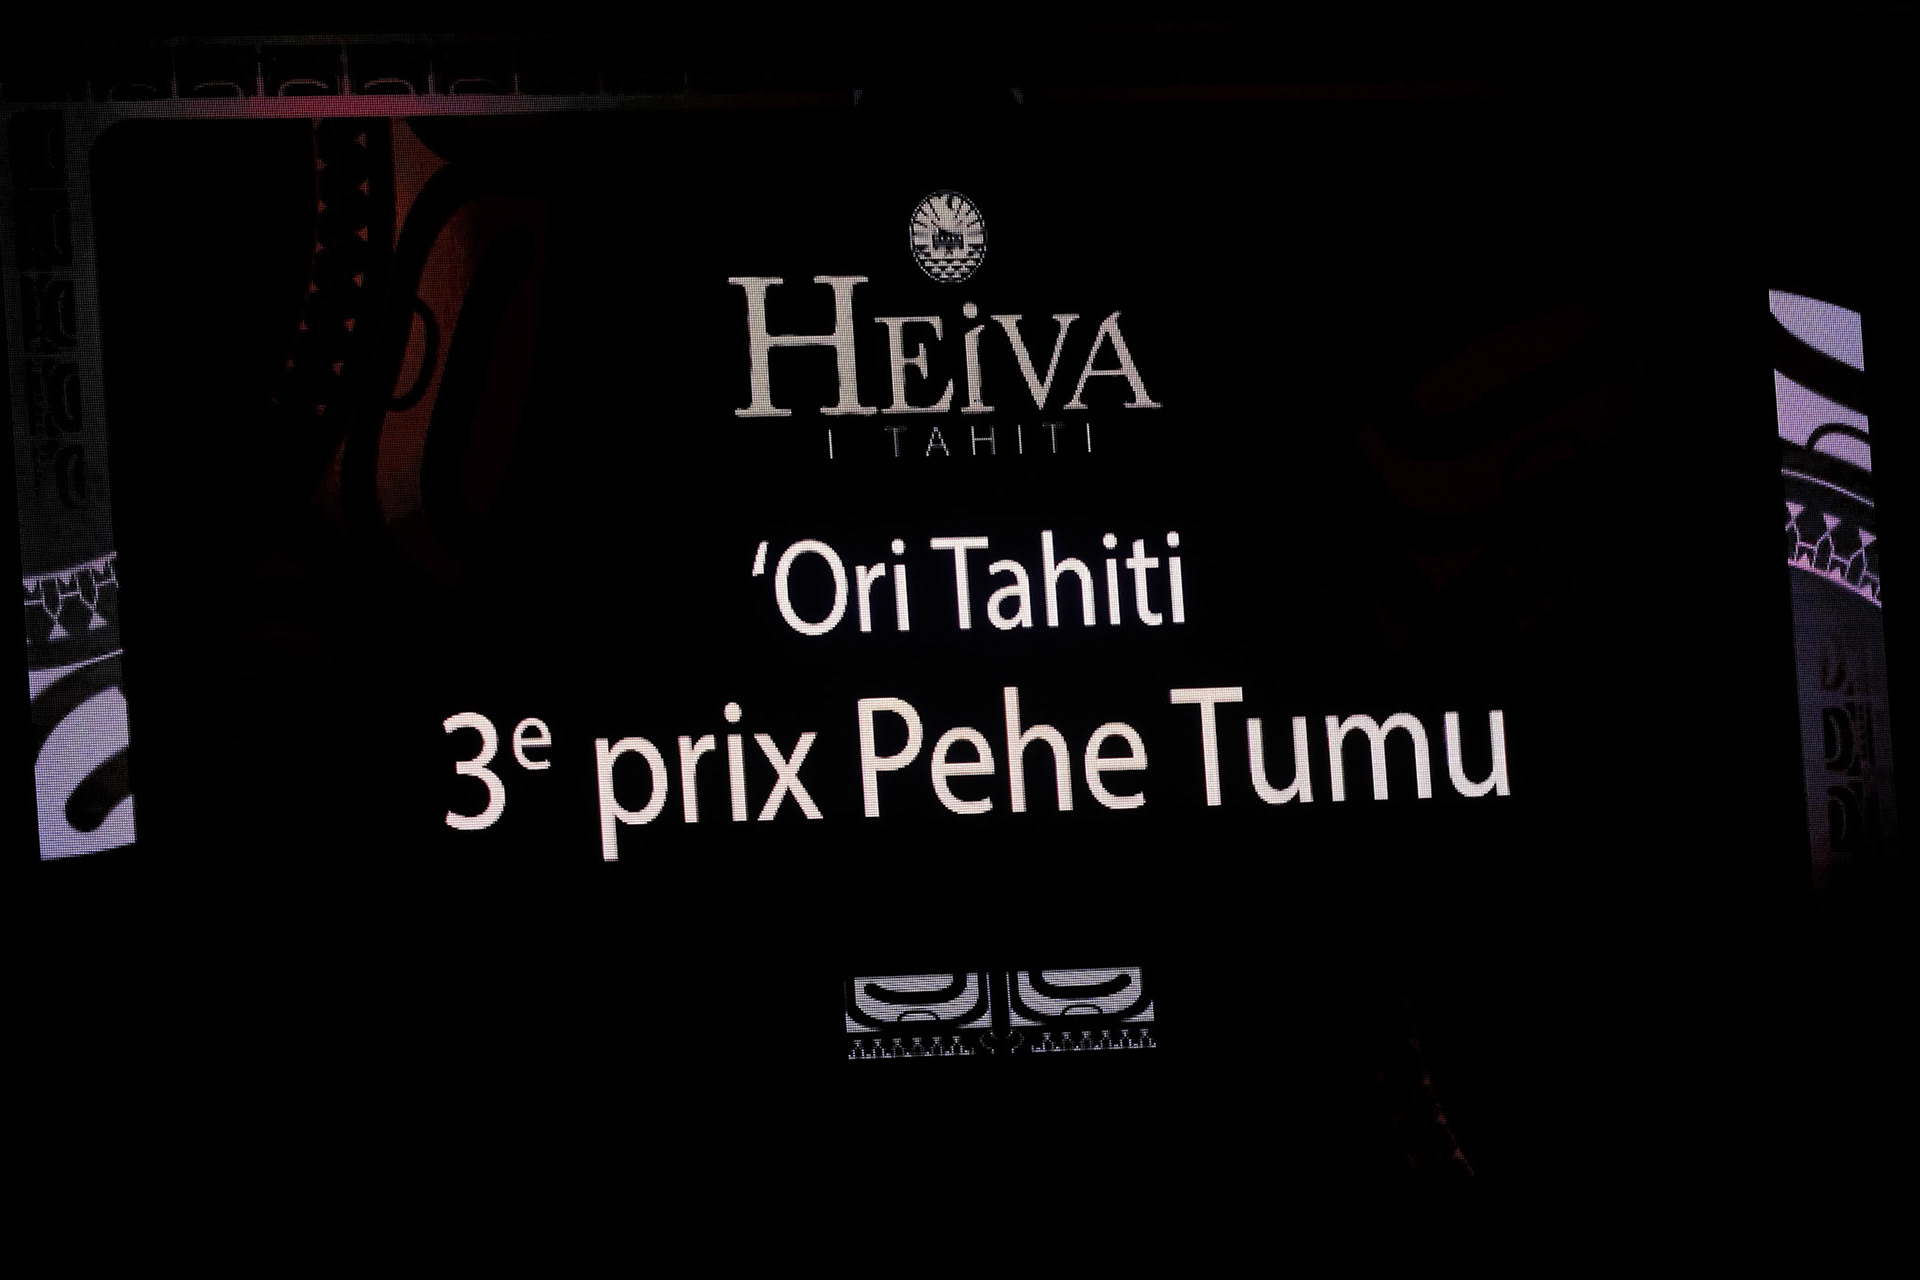 HEiVA
I TAHITI
‘Ori Tahiti
3e prix Pehe Tumu